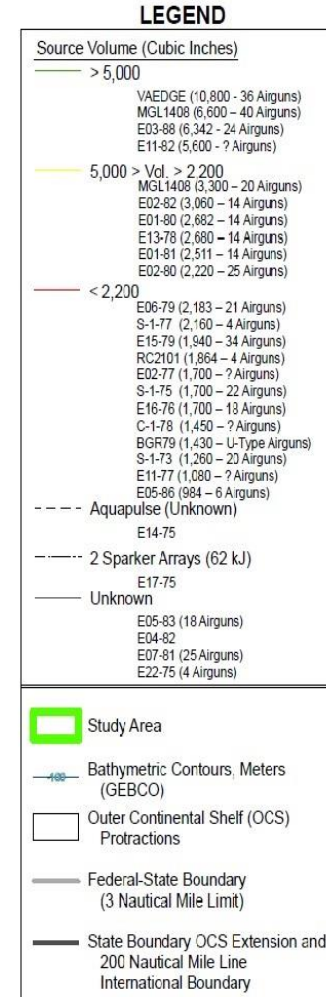 LEGEND
Source Volume (Cubic Inches)
> 5,000
VAEDGE (10,800 - 36 Airguns)
MGL1408 (6,600 – 40 Airguns)
E03-88 (6,342 - 24 Airguns)
E11-82 (5,600 - ? Airguns)
5,000 > Vol. > 2,200
MGL1408 (3,300 – 20 Airguns)
E02-82 (3,060 – 14 Airguns)
E01-80 (2,682 – 14 Airguns)
E13-78 (2,680 – 14 Airguns)
E01-81 (2,511 – 14 Airguns)
E02-80 (2,220 – 25 Airguns)
< 2,200
E06-79 (2,183 – 21 Airguns)
S-1-77 (2,160 – 4 Airguns)
E15-79 (1,940 – 34 Airguns)
RC2101 (1,864 – 4 Airguns)
E02-77 (1,700 – ? Airguns)
S-1-75 (1,700 – 22 Airguns)
E16-76 (1,700 – 18 Airguns)
C-1-78 (1,450 – ? Airguns)
BGR79 (1,430 – U-Type Airguns)
S-1-73 (1,260 – 20 Airguns)
E11-77 (1,080 – ? Airguns)
E05-86 (984 – 6 Airguns)
Aquapulse (Unknown)
E14-75
2 Sparker Arrays (62 kJ)
E17-75
Unknown
E05-83 (18 Airguns)
E04-82
E07-81 (25 Airguns)
E22-75 (4 Airguns)
Study Area
-100 Bathymetric Contours, Meters
(GEBCO)
Outer Continental Shelf (OCS)
Protractions
Federal-State Boundary
(3 Nautical Mile Limit)
State Boundary OCS Extension and
200 Nautical Mile Line
International Boundary